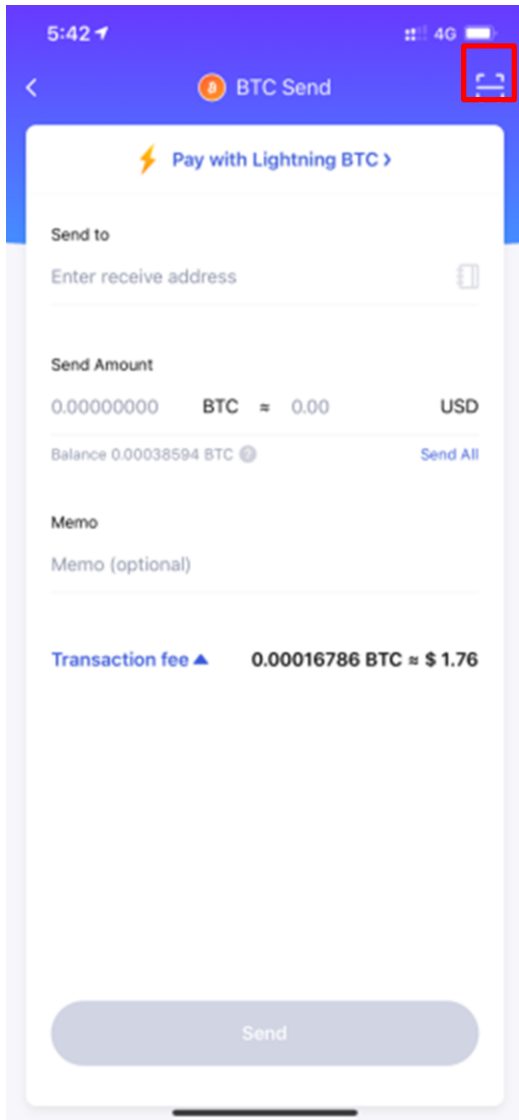 5:42 4G
BTC Send
Pay with Lightning BTC >
Send to
Enter receive address
Send Amount
0.00000000 BTC ≈ 0.00 USD
Balance 0.00038594 BTC ? Send All
Memo
Memo (optional)
Transaction fee ▲ 0.00016786 BTC ≈ $ 1.76
Send